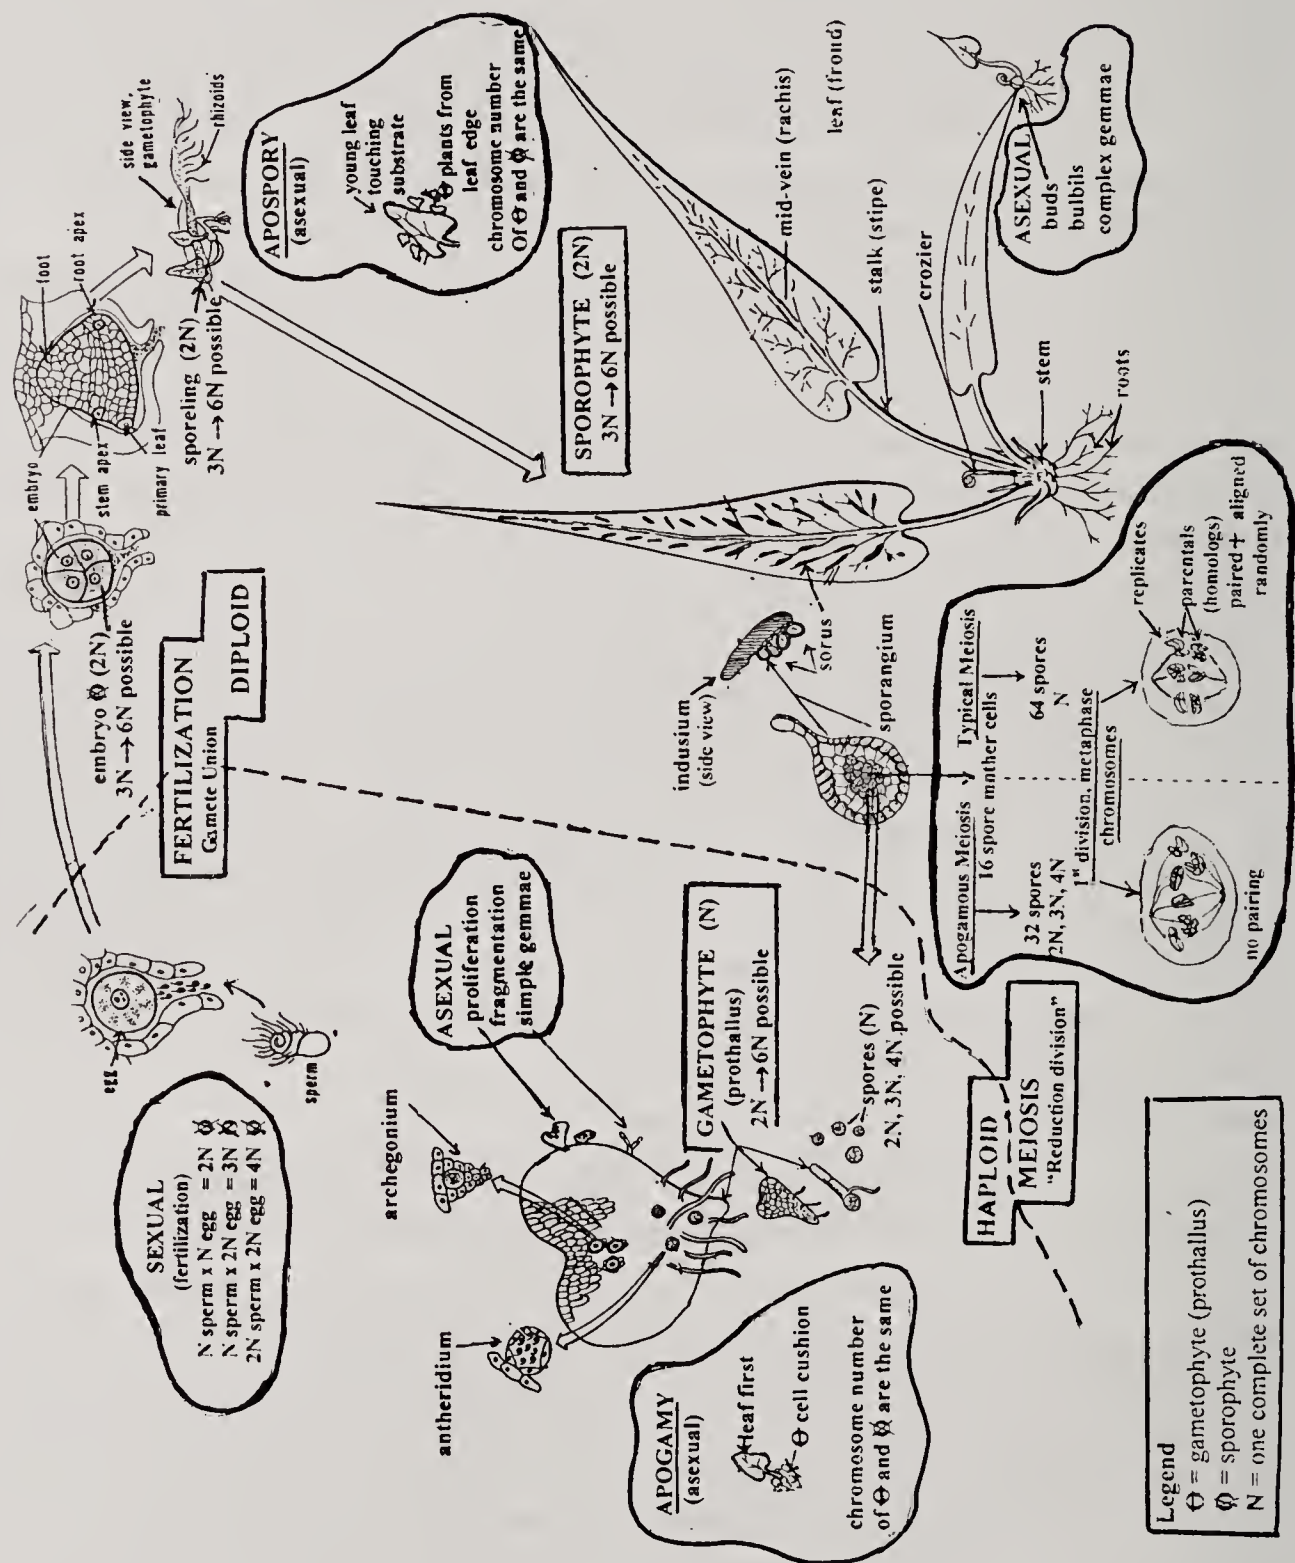 SEXUAL
(fertilization)
N sperm x N egg = 2N
N sperm x 2N egg = 3N
2N sperm x 2N egg = 4N
egg
sperm
FERTILIZATION
Gamete Union
DIPLOID
embryo (2N)
3N → 6N possible
embryo
foot
root apex
stem apex
primary leaf
sporeling (2N)
3N → 6N possible
side view,
gametophyte
rhizoids
APOSPORY
(asexual)
young leaf
touching
substrate
Ө plants from
leaf edge
chromosome number
Of Ө and ϕ are the same
SPOROPHYTE (2N)
3N → 6N possible
mid-vein (rachis)
leaf (frond)
stalk (stipe)
crozier
stem
roots
ASEXUAL
buds
bulbils
complex gemmae
archegonium
antheridium
ASEXUAL
proliferation
fragmentation
simple gemmae
GAMETOPHYTE (N)
(prothallus)
2N → 6N possible
spores (N)
2N, 3N, 4N possible
indusium
(side view)
sorus
sporangium
APOGAMY
(asexual)
leaf first
Ө cell cushion
chromosome number
of Ө and ϕ are the same
HAPLOID
MEIOSIS
"Reduction division"
Apogamous Meiosis
Typical Meiosis
16 spore mother cells
32 spores
2N, 3N, 4N
64 spores
N
1st division, metaphase
chromosomes
no pairing
replicates
parentals
(homologs)
paired + aligned
randomly
Legend
Ө = gametophyte (prothallus)
ϕ = sporophyte
N = one complete set of chromosomes